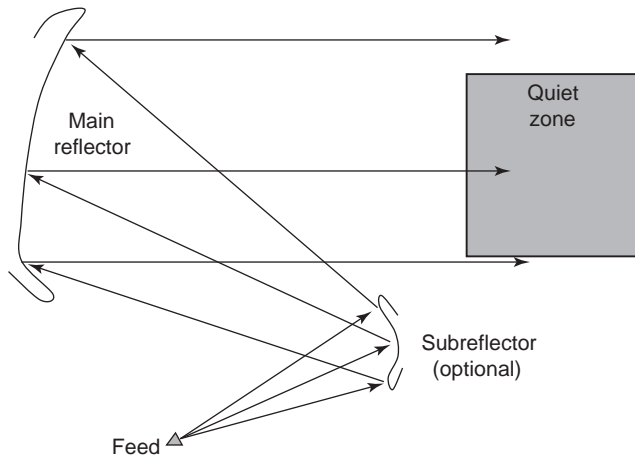 Quiet
zone
Main
reflector
Subreflector
(optional)
Feed